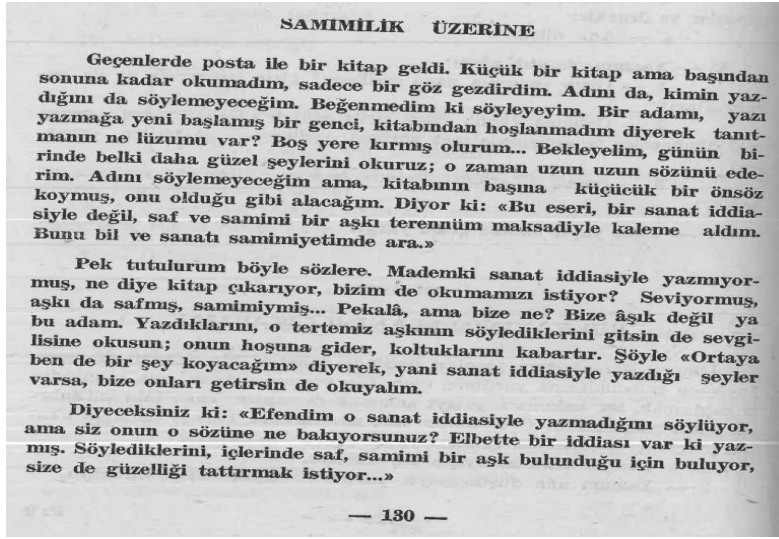 SAMIMİLİK ÜZERİNE
Geçenlerde posta ile bir kitap geldi. Küçük bir kitap ama başından
sonuna kadar okumadım, sadece bir göz gezdirdim. Adını da, kimin yaz-
dığını da söylemeyeceğim. Beğenmedim ki söyleyeyim. Bir adamı, yazı
yazmağa yeni başlamış bir genci, kitabından hoşlanmadım diyerek tanıt-
manın ne lüzumu var? Boş yere kırmış olurum... Bekleyelim, günün bi-
rinde belki daha güzel şeylerini okuruz; o zaman uzun uzun sözünü ede-
rim. Adını söylemeyeceğim ama, kitabının başına küçücük bir önsöz
koymuş, onu olduğu gibi alacağım. Diyor ki: «Bu eseri, bir sanat iddia-
siyle değil, saf ve samimi bir aşkı terennüm maksadiyle kaleme aldım.
Bunu bil ve sanatı samimiyetimde ara.»
Pek tutulurum böyle sözlere. Mademki sanat iddiasiyle yazmıyor-
muş, ne diye kitap çıkarıyor, bizim de okumamızı istiyor? Seviyormuş,
aşkı da safmış, samimiymiş... Pekalâ, ama bize ne? Bize âşık değil ya
bu adam. Yazdıklarını, o tertemiz aşkının söylediklerini gitsin de sevgi-
lisine okusun; onun hoşuna gider, koltuklarını kabartır. Şöyle «Ortaya
ben de bir şey koyacağım» diyerek, yani sanat iddiasiyle yazdığı şeyler
varsa, bize onları getirsin de okuyalım.
Diyeceksiniz ki: «Efendim o sanat iddiasiyle yazmadığını söylüyor,
ama siz onun o sözüne ne bakıyorsunuz? Elbette bir iddiası var ki yaz-
mış. Söylediklerini, içlerinde saf, samimi bir aşk bulunduğu için buluyor,
size de güzelliği tattırmak istiyor...»
— 130 —